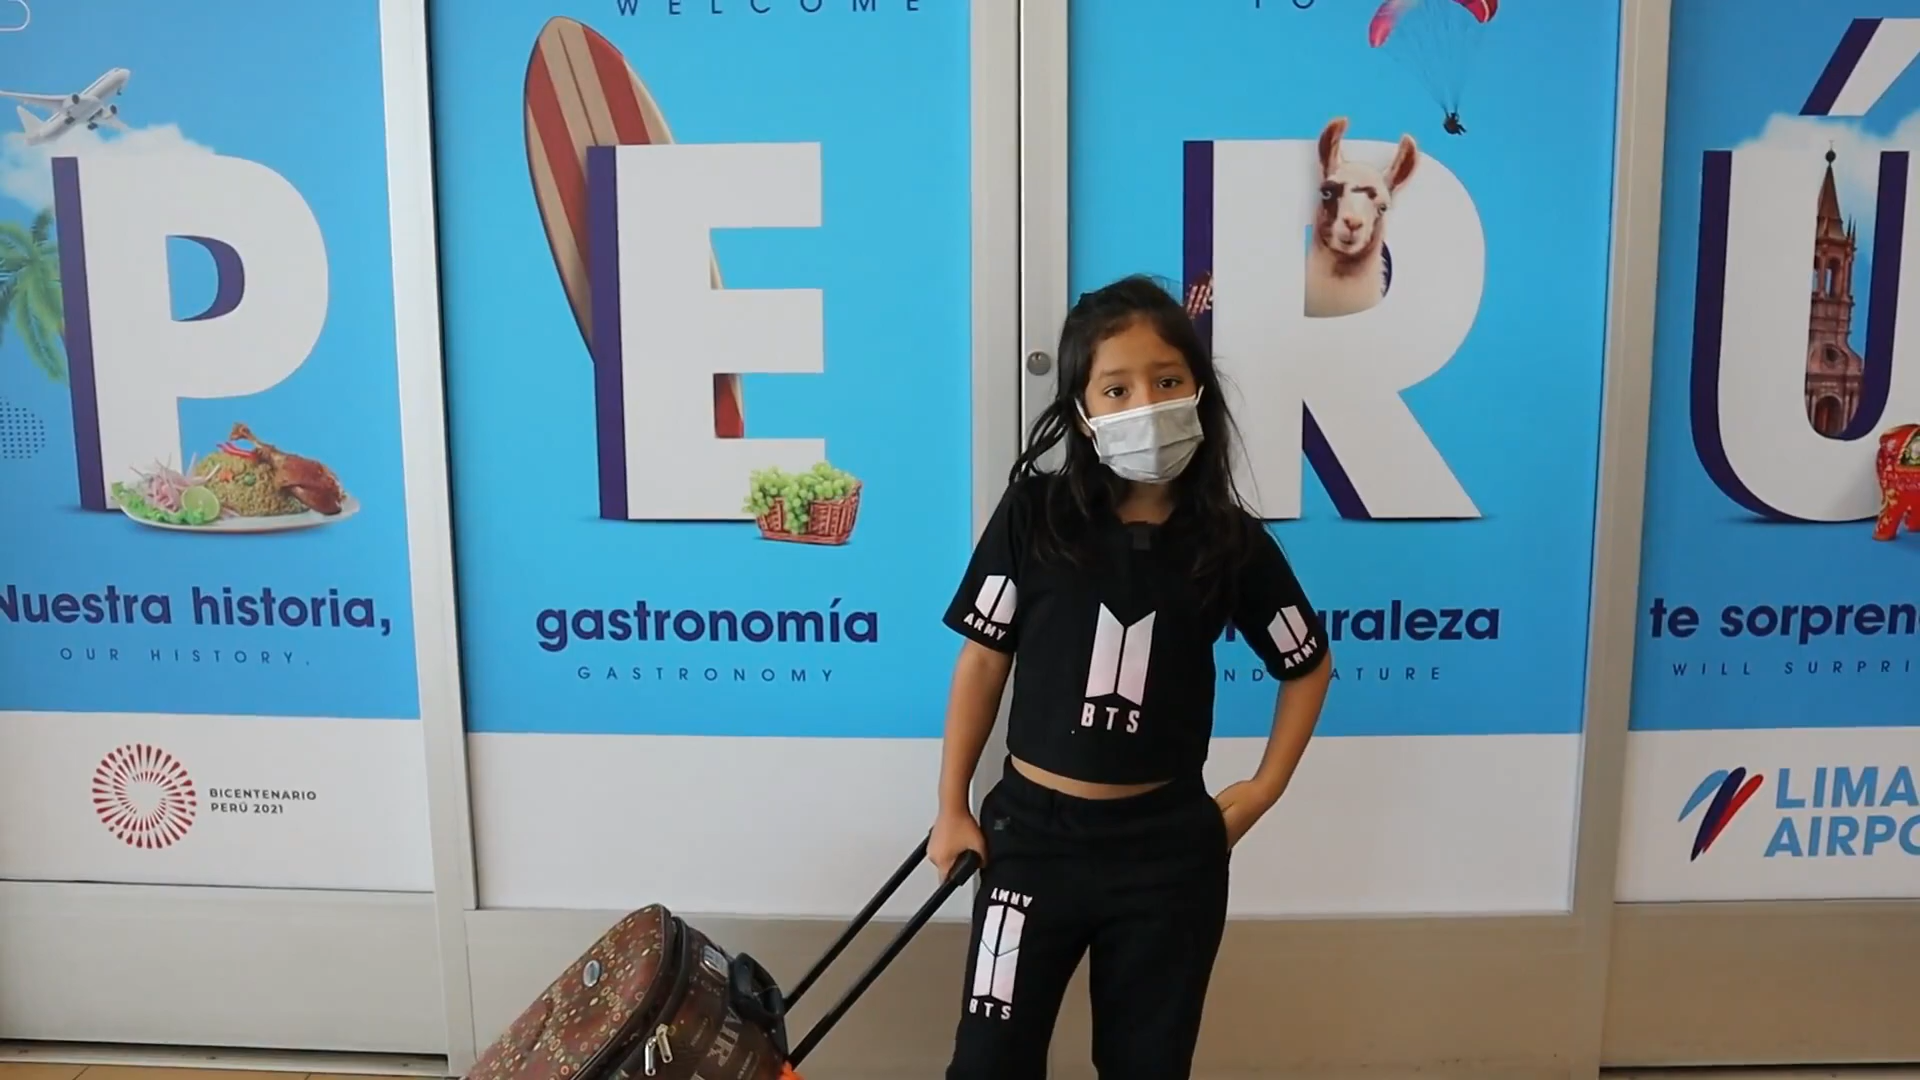 WELCOME TO
PERÚ
Nuestra historia,
OUR HISTORY,
gastronomía
GASTRONOMY
uraleza
ATURE
te sorpren
WILL SURPRI
BICENTENARIO
PERÚ 2021
LIMA
AIRPO
ARMY
BTS
ARMY
ARMY
BTS